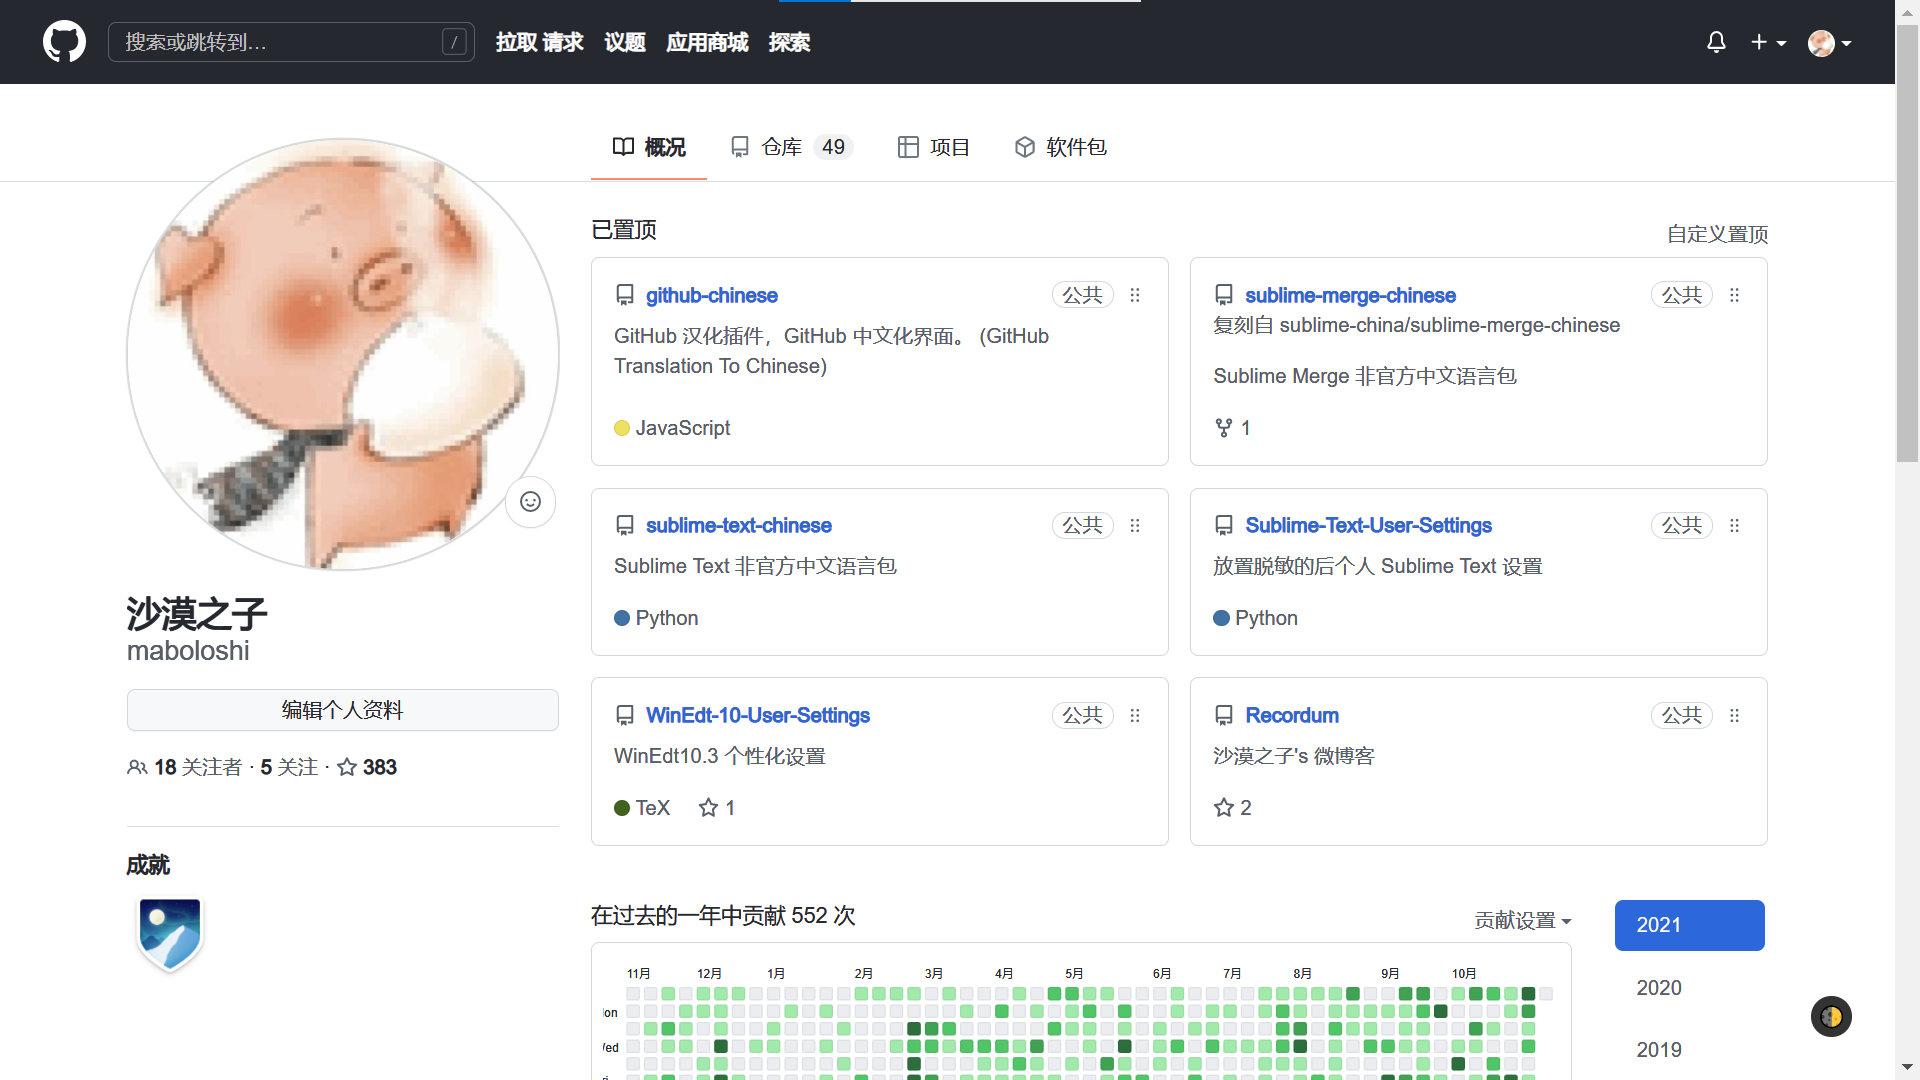 搜索或跳转到…
/
拉取 请求 议题 应用商城 探索
概况
仓库 49
项目
软件包
沙漠之子
maboloshi
编辑个人资料
18 关注者 · 5 关注 · 383
成就
已置顶
自定义置顶
github-chinese 公共
GitHub 汉化插件，GitHub 中文化界面。 (GitHub
Translation To Chinese)
JavaScript
sublime-merge-chinese 公共
复刻自 sublime-china/sublime-merge-chinese
Sublime Merge 非官方中文语言包
1
sublime-text-chinese 公共
Sublime Text 非官方中文语言包
Python
Sublime-Text-User-Settings 公共
放置脱敏的后个人 Sublime Text 设置
Python
WinEdt-10-User-Settings 公共
WinEdt10.3 个性化设置
TeX 1
Recordum 公共
沙漠之子's 微博客
2
在过去的一年中贡献 552 次
贡献设置
11月 12月 1月 2月 3月 4月 5月 6月 7月 8月 9月 10月
on
ed
2021
2020
2019